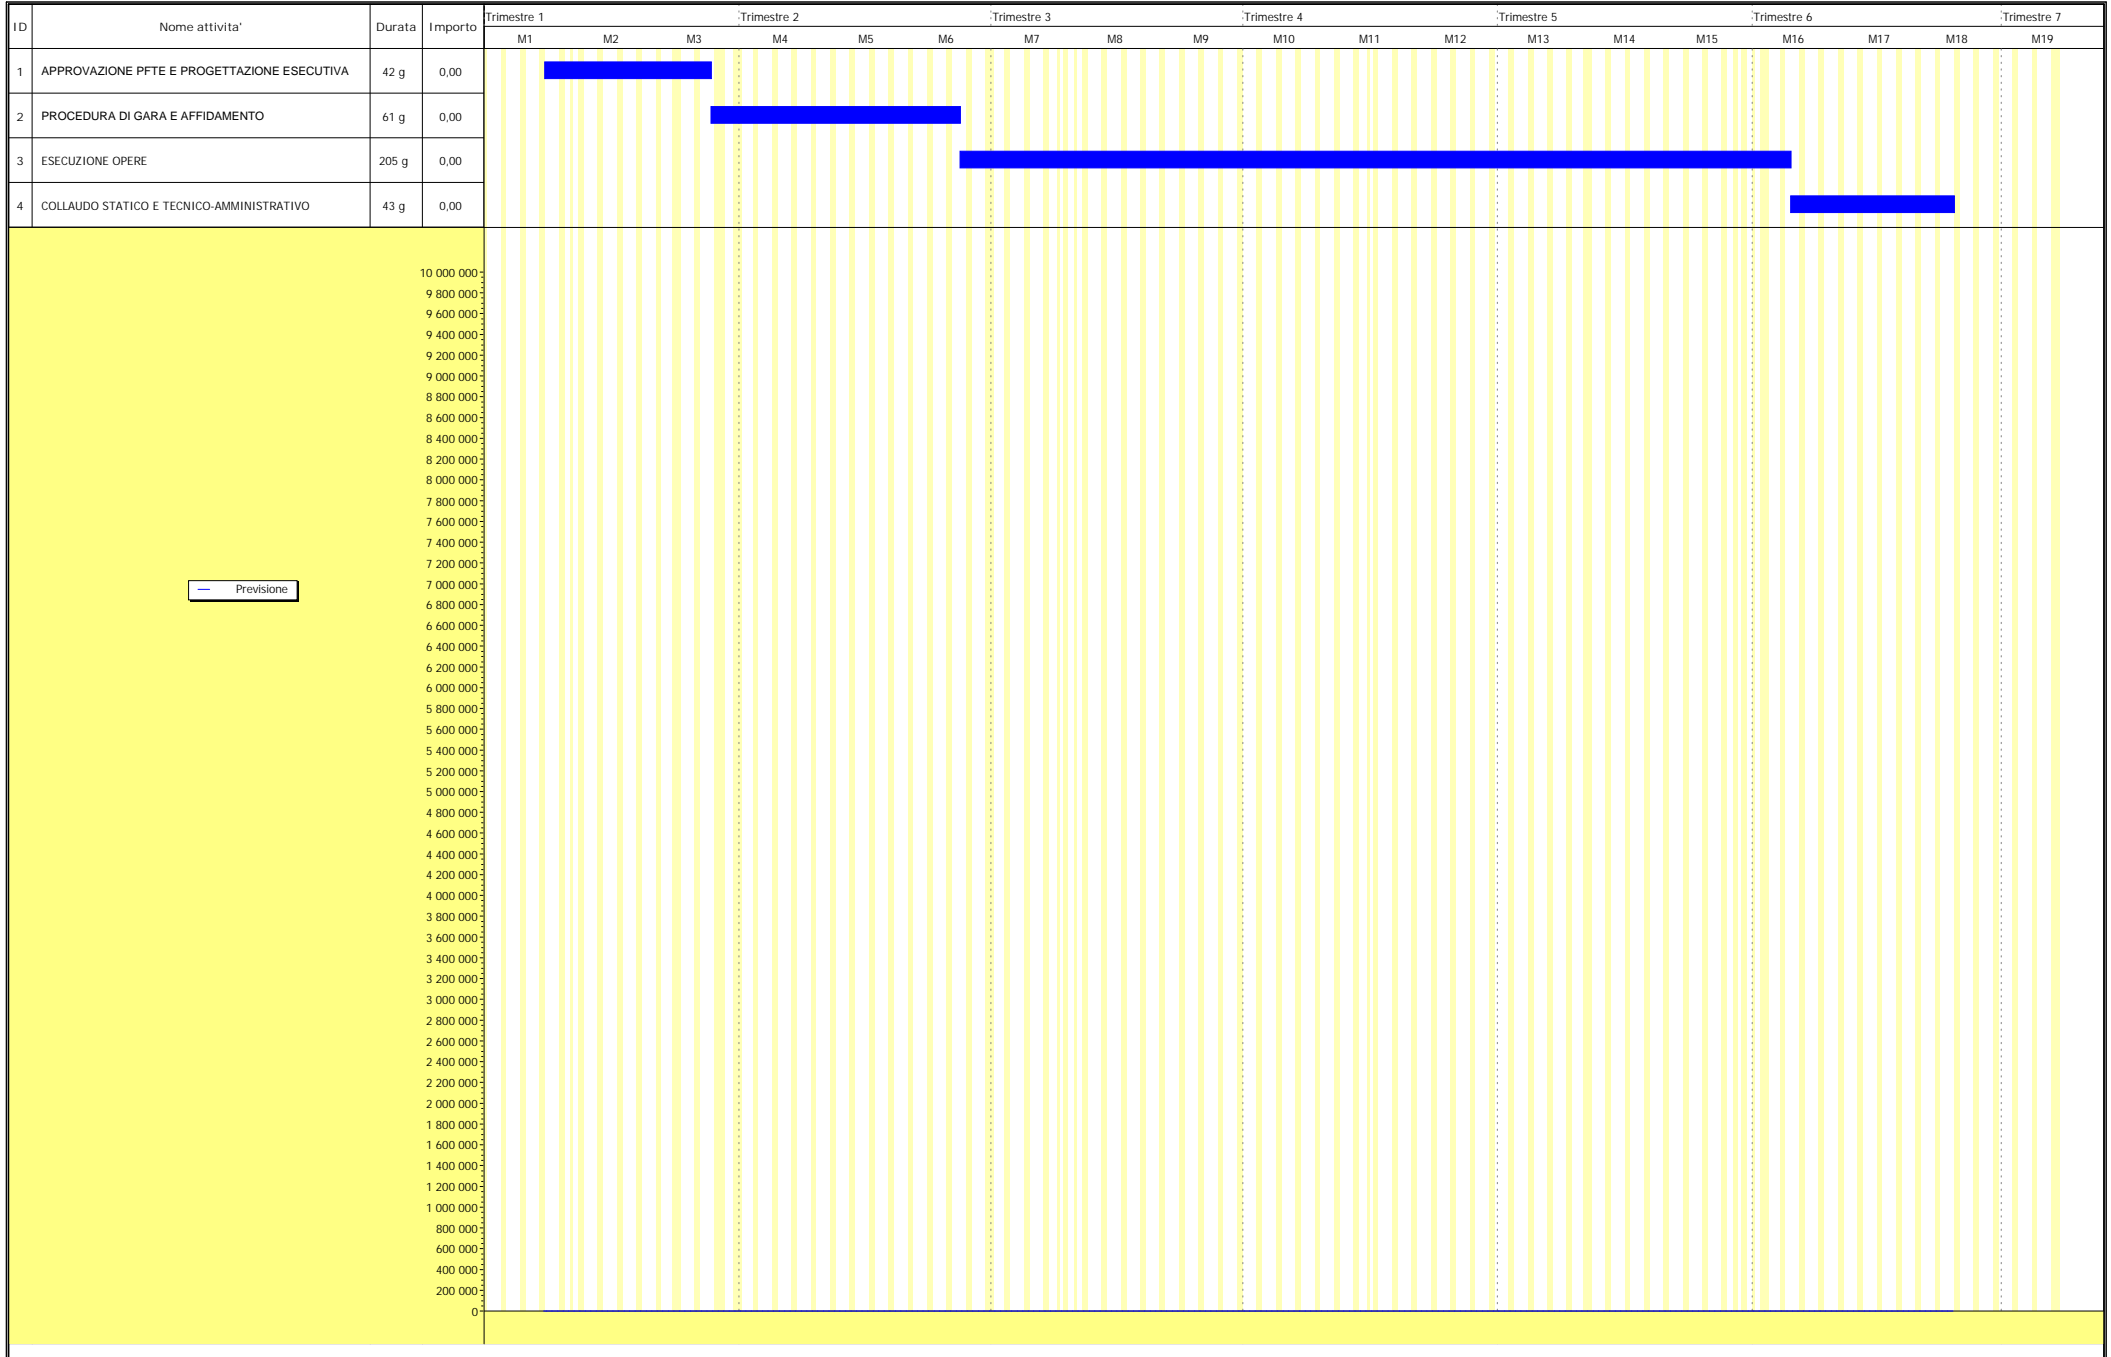 ID Nome attivita' Durata Importo Trimestre 1 Trimestre 2 Trimestre 3 Trimestre 4 Trimestre 5 Trimestre 6 Trimestre 7
M1 M2 M3 M4 M5 M6 M7 M8 M9 M10 M11 M12 M13 M14 M15 M16 M17 M18 M19
1 APPROVAZIONE PFTE E PROGETTAZIONE ESECUTIVA 42 g 0,00
2 PROCEDURA DI GARA E AFFIDAMENTO 61 g 0,00
3 ESECUZIONE OPERE 205 g 0,00
4 COLLAUDO STATICO E TECNICO-AMMINISTRATIVO 43 g 0,00
10 000 000
9 800 000
9 600 000
9 400 000
9 200 000
9 000 000
8 800 000
8 600 000
8 400 000
8 200 000
8 000 000
7 800 000
7 600 000
7 400 000
7 200 000
7 000 000
Previsione
6 800 000
6 600 000
6 400 000
6 200 000
6 000 000
5 800 000
5 600 000
5 400 000
5 200 000
5 000 000
4 800 000
4 600 000
4 400 000
4 200 000
4 000 000
3 800 000
3 600 000
3 400 000
3 200 000
3 000 000
2 800 000
2 600 000
2 400 000
2 200 000
2 000 000
1 800 000
1 600 000
1 400 000
1 200 000
1 000 000
800 000
600 000
400 000
200 000
0